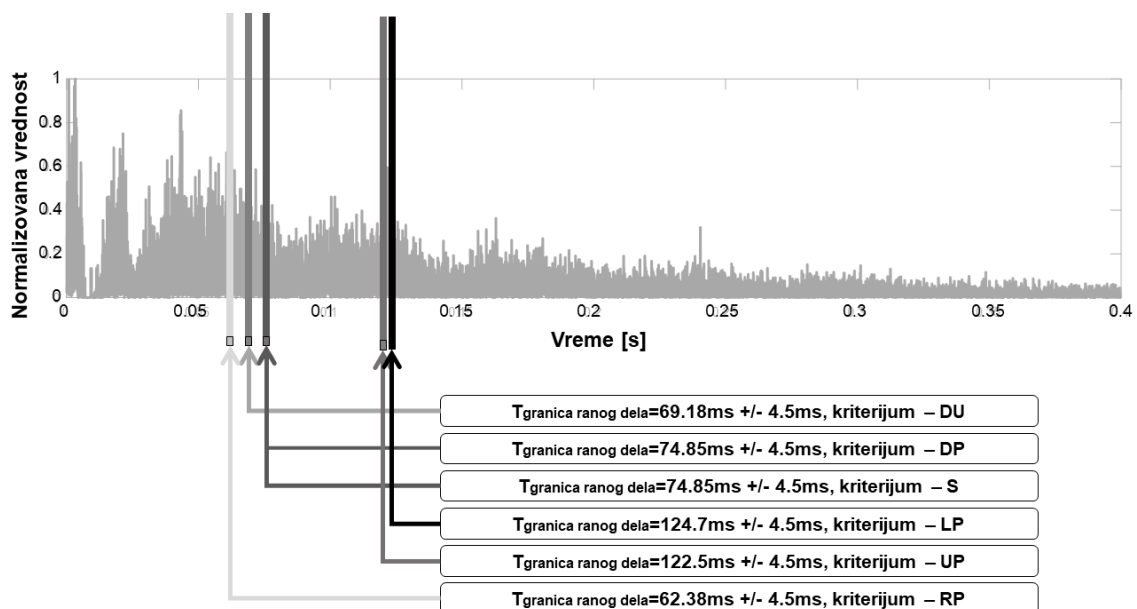 Normalizovana vrednost
1
0.8
0.6
0.4
0.2
0
0 0.05 0.1 0.15 0.2 0.25 0.3 0.35 0.4
Vreme [s]
Tgranica ranog dela=69.18ms +/- 4.5ms, kriterijum – DU
Tgranica ranog dela=74.85ms +/- 4.5ms, kriterijum – DP
Tgranica ranog dela=74.85ms +/- 4.5ms, kriterijum – S
Tgranica ranog dela=124.7ms +/- 4.5ms, kriterijum – LP
Tgranica ranog dela=122.5ms +/- 4.5ms, kriterijum – UP
Tgranica ranog dela=62.38ms +/- 4.5ms, kriterijum – RP